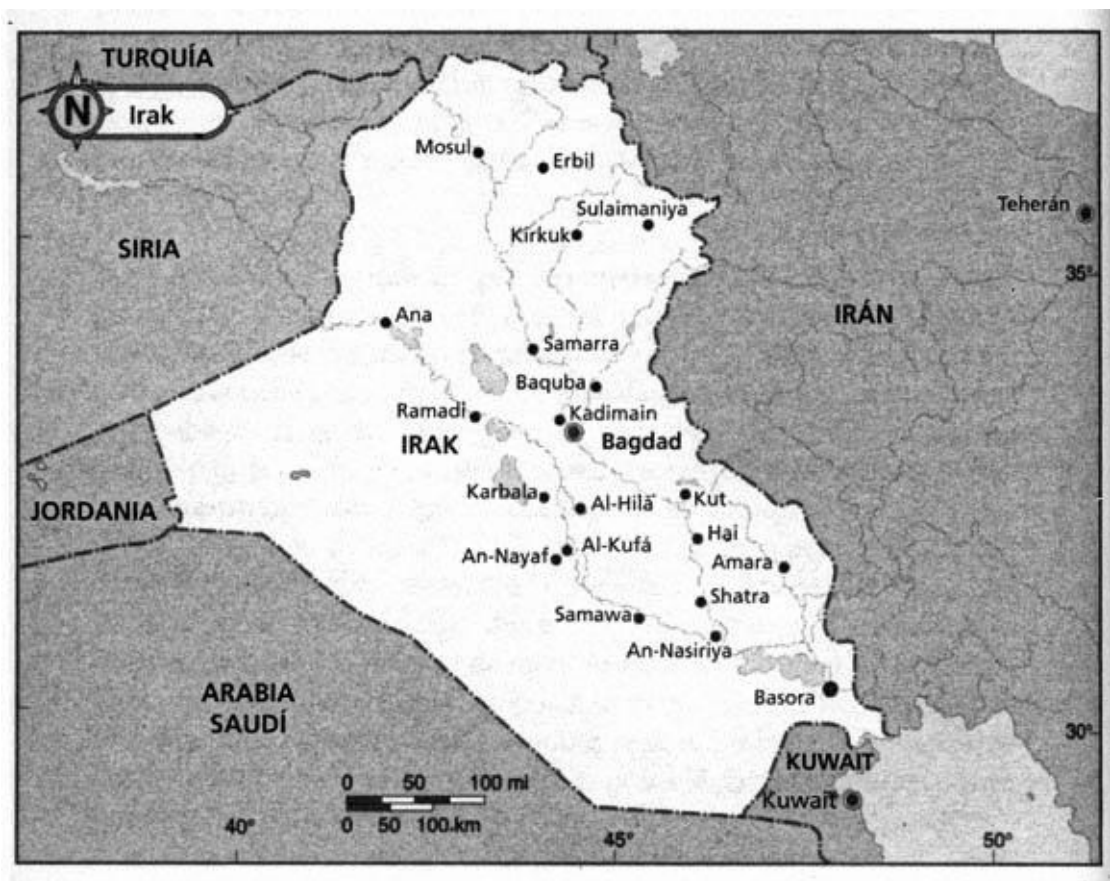 TURQUÍA
N Irak
Mosul
Erbil
Sulaimaniya
Kirkuk
Teherán
SIRIA
35°
Ana
IRÁN
Samarra
Baquba
Ramadi
Kadimain
IRAK
Bagdad
Karbala
Kut
Al-Hilă
JORDANIA
Hai
Al-Kufá
An-Nayaf
Amara
Shatra
Samawa
An-Nasiriya
ARABIA
SAUDÍ
Basora
30°
KUWAIT
Kuwait
0 50 100 mi
0 50 100 km
40°
45°
50°